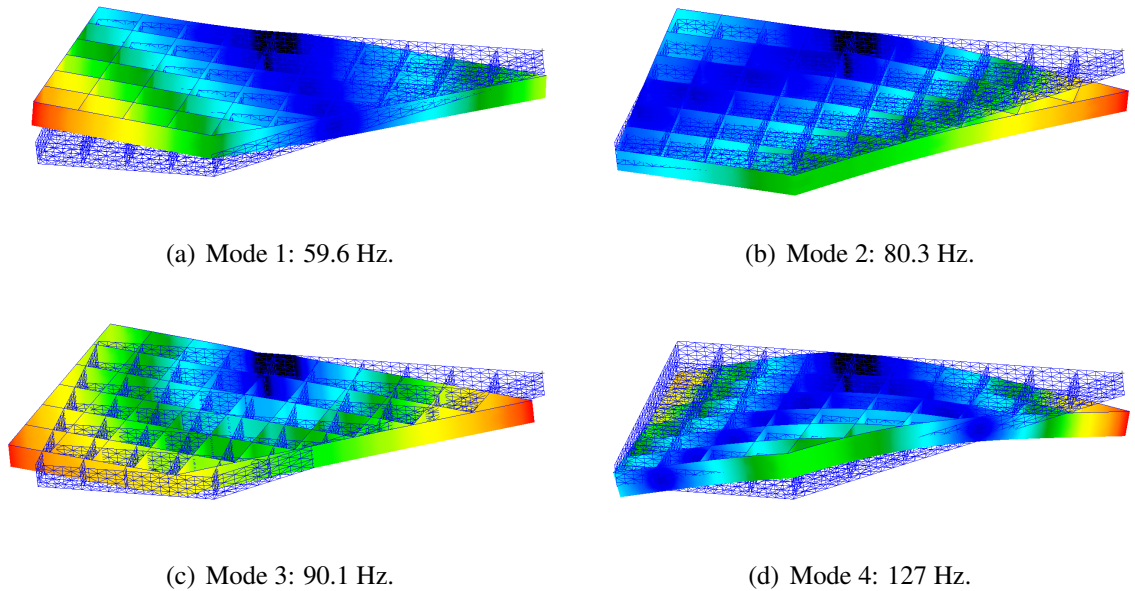 (a) Mode 1: 59.6 Hz.
(b) Mode 2: 80.3 Hz.
(c) Mode 3: 90.1 Hz.
(d) Mode 4: 127 Hz.